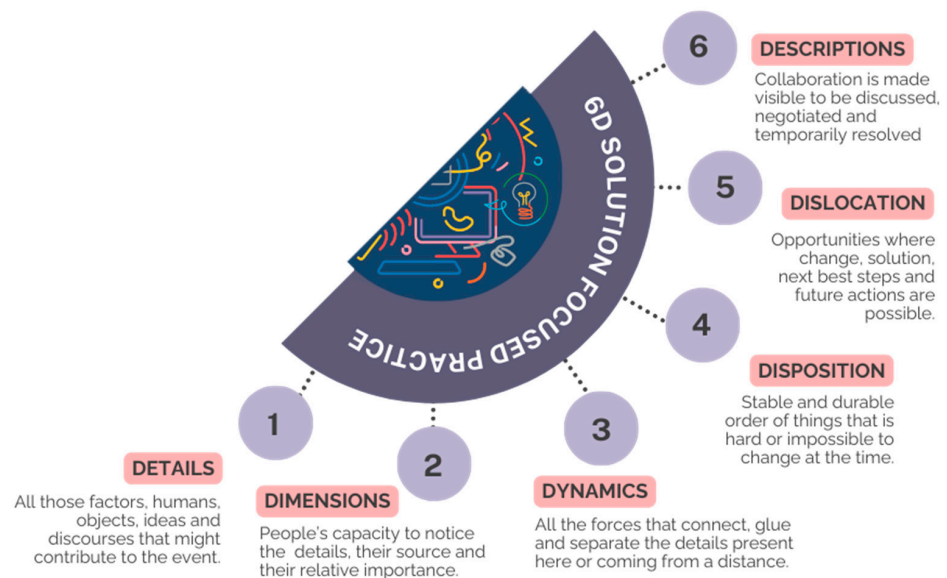 6D SOLUTION FOCUSED PRACTICE
1
DETAILS
All those factors, humans,
objects, ideas and
discourses that might
contribute to the event.
2
DIMENSIONS
People's capacity to notice
the details, their source and
their relative importance.
3
DYNAMICS
All the forces that connect, glue
and separate the details present
here or coming from a distance.
4
DISPOSITION
Stable and durable
order of things that is
hard or impossible to
change at the time.
5
DISLOCATION
Opportunities where
change, solution,
next best steps and
future actions are
possible.
6
DESCRIPTIONS
Collaboration is made
visible to be discussed,
negotiated and
temporarily resolved